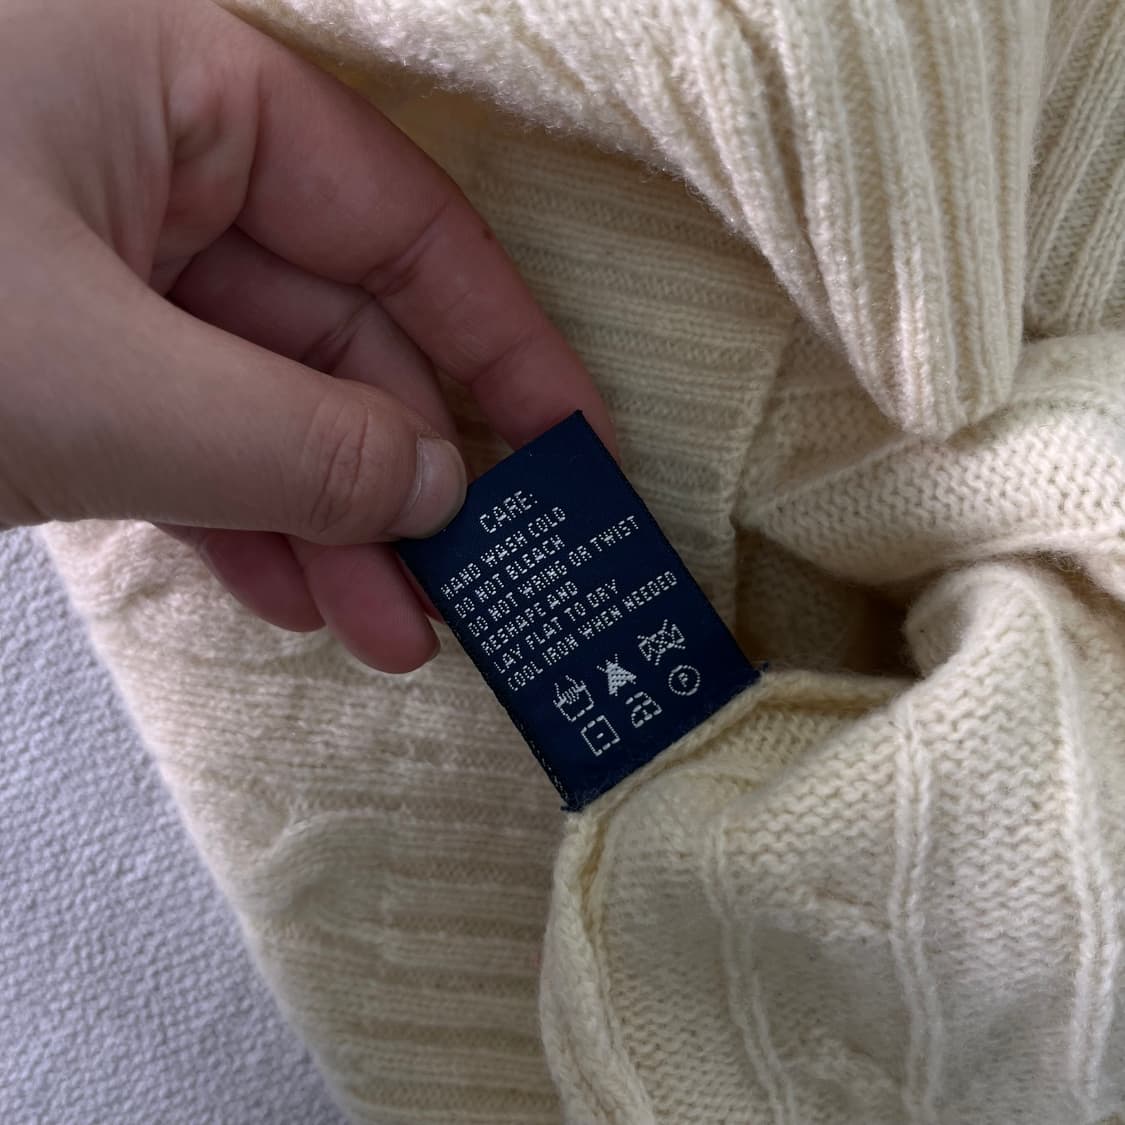 CARE:
HAND WASH COLD
DO NOT BLEACH
DO NOT WRING OR TWIST
RESHAPE AND
LAY FLAT TO DRY
COOL IRON WHEN NEEDED
P